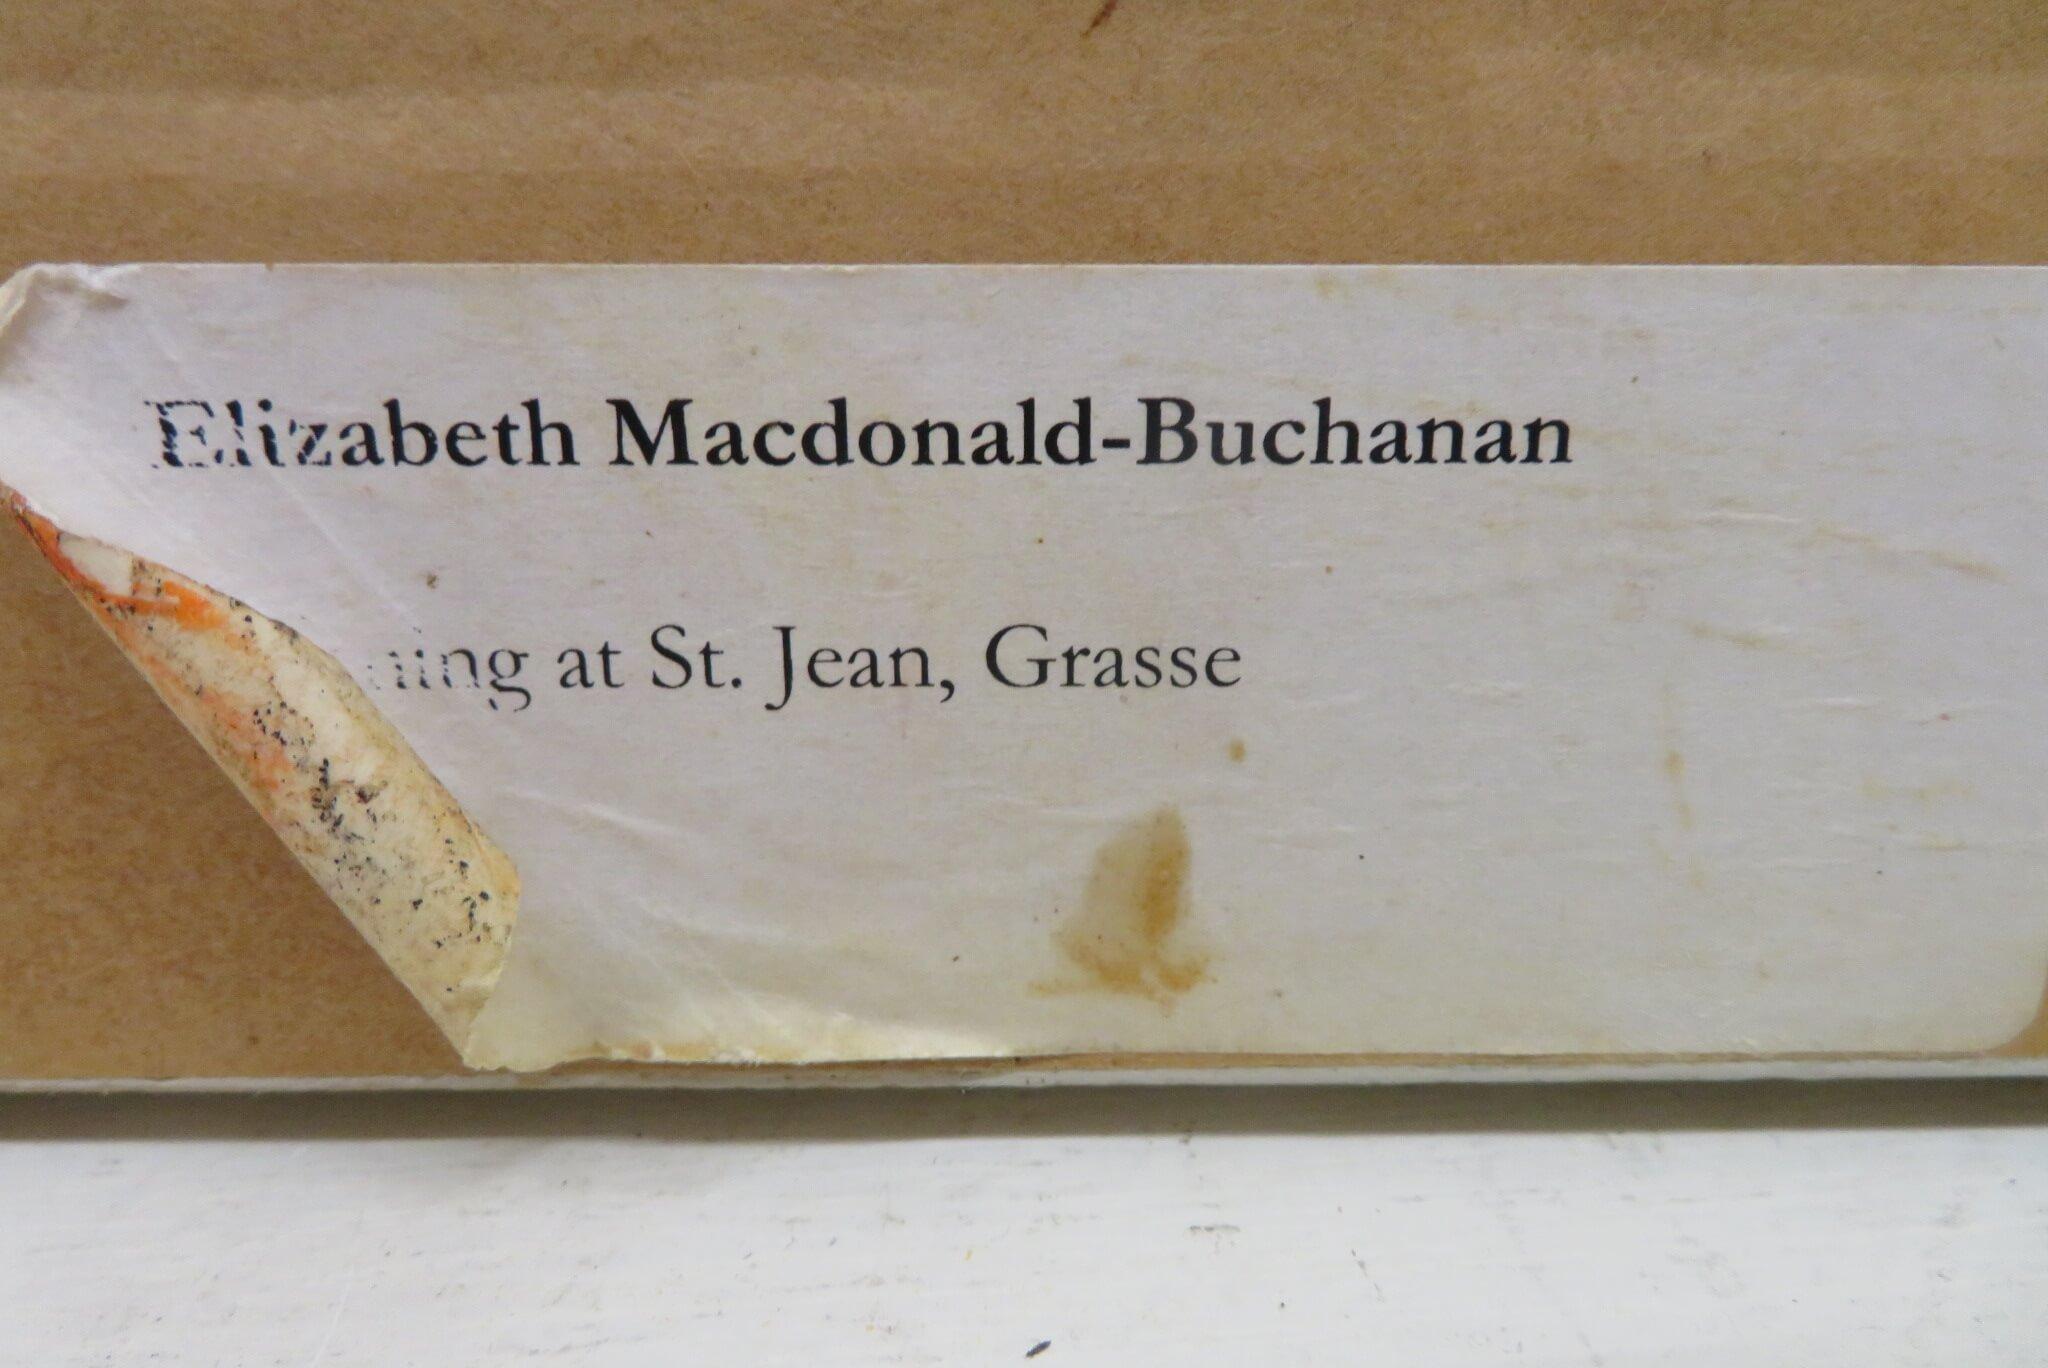 Elizabeth Macdonald-Buchanan
at St. Jean, Grasse